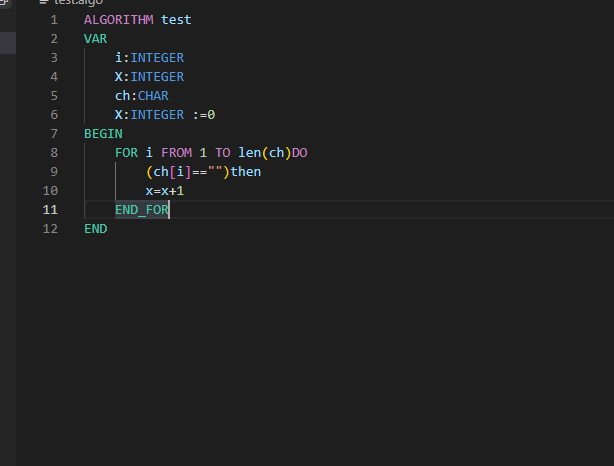 test.algo
1 ALGORITHM test
2 VAR
3 i:INTEGER
4 X:INTEGER
5 ch:CHAR
6 X:INTEGER :=0
7 BEGIN
8 FOR i FROM 1 TO len(ch)DO
9 (ch[i]=="")then
10 x=x+1
11 END_FOR
12 END